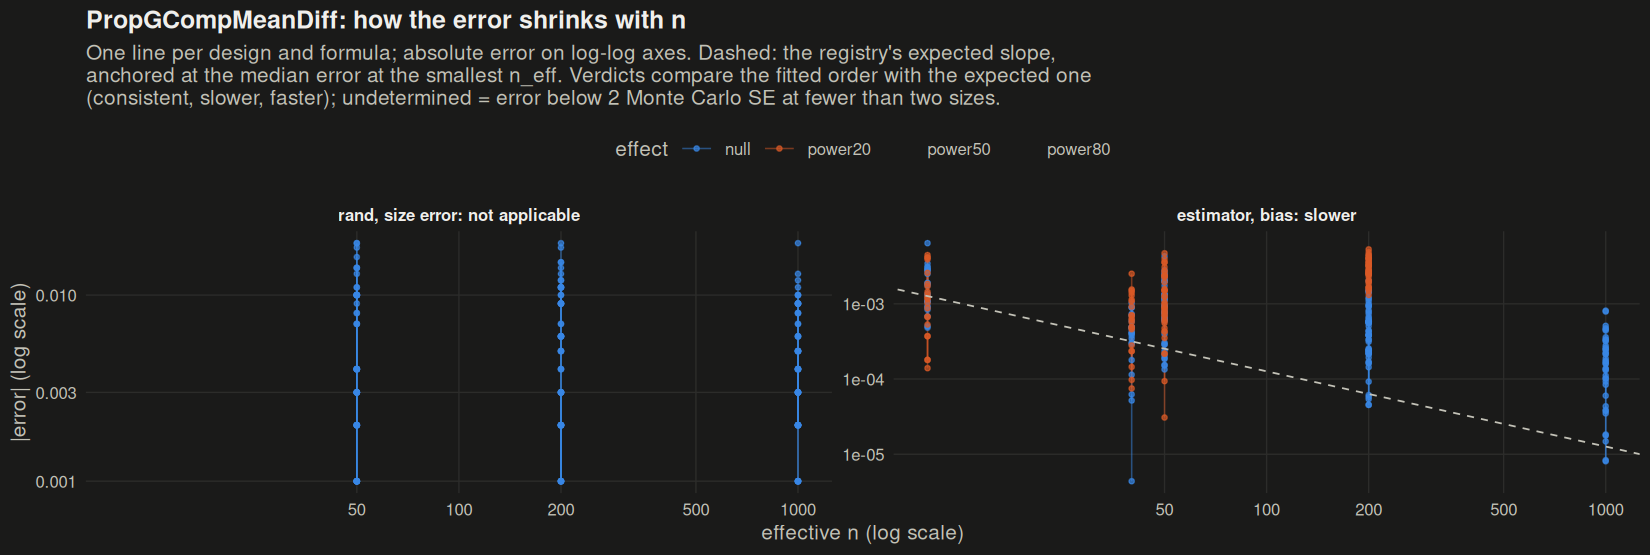 PropGCompMeanDiff: how the error shrinks with n
One line per design and formula; absolute error on log-log axes. Dashed: the registry's expected slope,
anchored at the median error at the smallest n_eff. Verdicts compare the fitted order with the expected one
(consistent, slower, faster); undetermined = error below 2 Monte Carlo SE at fewer than two sizes.
effect null power20 power50 power80
rand, size error: not applicable
estimator, bias: slower
|error| (log scale)
0.010
0.003
0.001
1e-03
1e-04
1e-05
50 100 200 500 1000
50 100 200 500 1000
effective n (log scale)